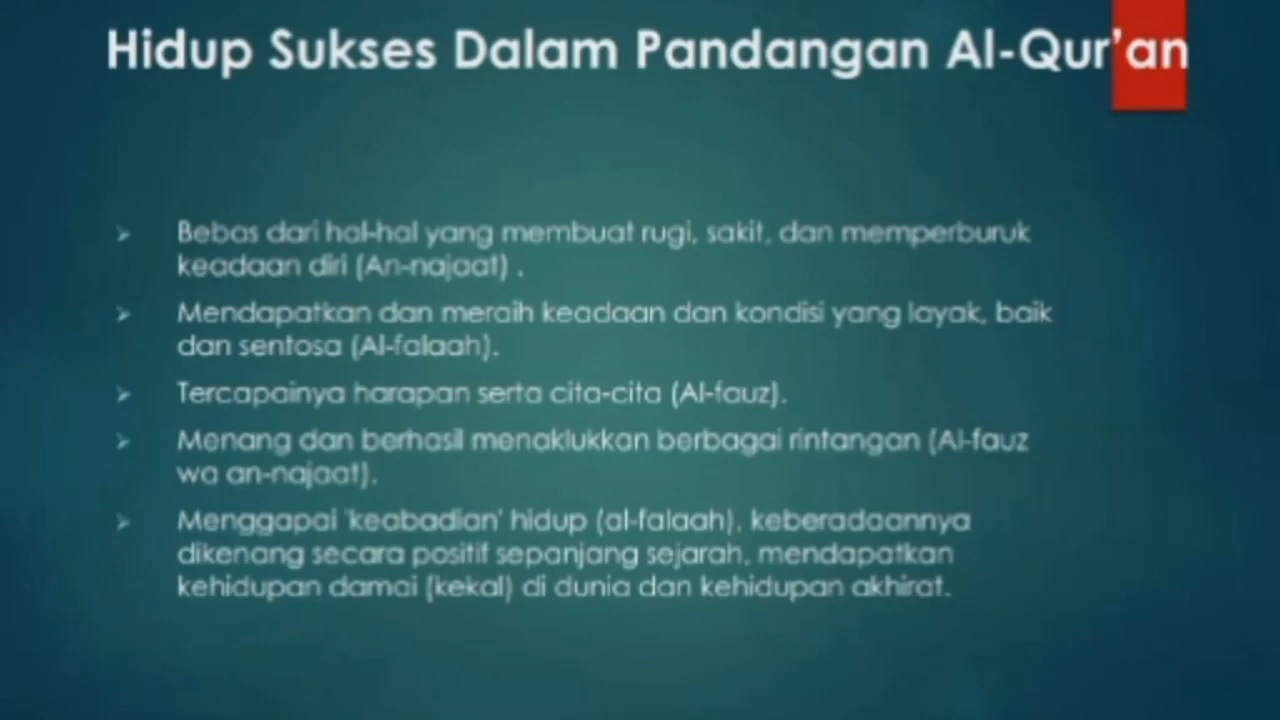 Hidup Sukses Dalam Pandangan Al-Qur'an
Bebas dari hal-hal yang membuat rugi, sakit, dan memperburuk
keadaan diri (An-najaat) .
Mendapatkan dan meraih keadaan dan kondisi yang layak, baik
dan sentosa (Al-falaah).
Tercapainya harapan serta cita-cita (Al-fauz).
Menang dan berhasil menaklukkan berbagai rintangan (Al-fauz
wa an-najaat).
Menggapai 'keabadian' hidup (al-falaah), keberadaannya
dikenang secara positif sepanjang sejarah, mendapatkan
kehidupan damai (kekal) di dunia dan kehidupan akhirat.